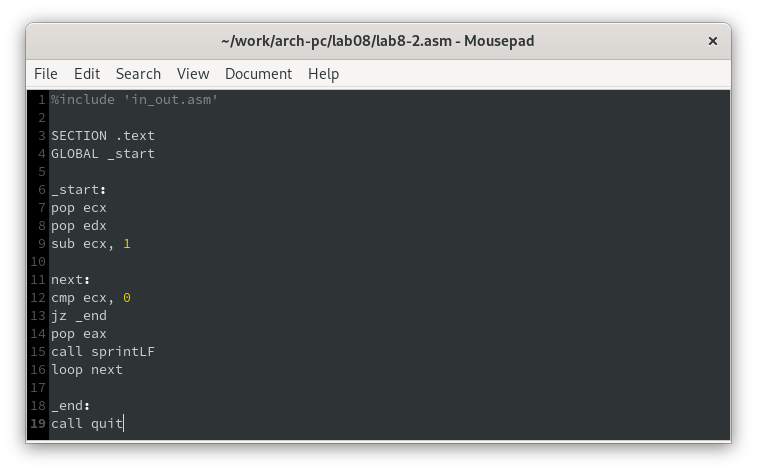 ~/work/arch-pc/lab08/lab8-2.asm - Mousepad
File Edit Search View Document Help
1 %include 'in_out.asm'
2
3 SECTION .text
4 GLOBAL _start
5
6 _start:
7 pop ecx
8 pop edx
9 sub ecx, 1
10
11 next:
12 cmp ecx, 0
13 jz _end
14 pop eax
15 call sprintLF
16 loop next
17
18 _end:
19 call quit